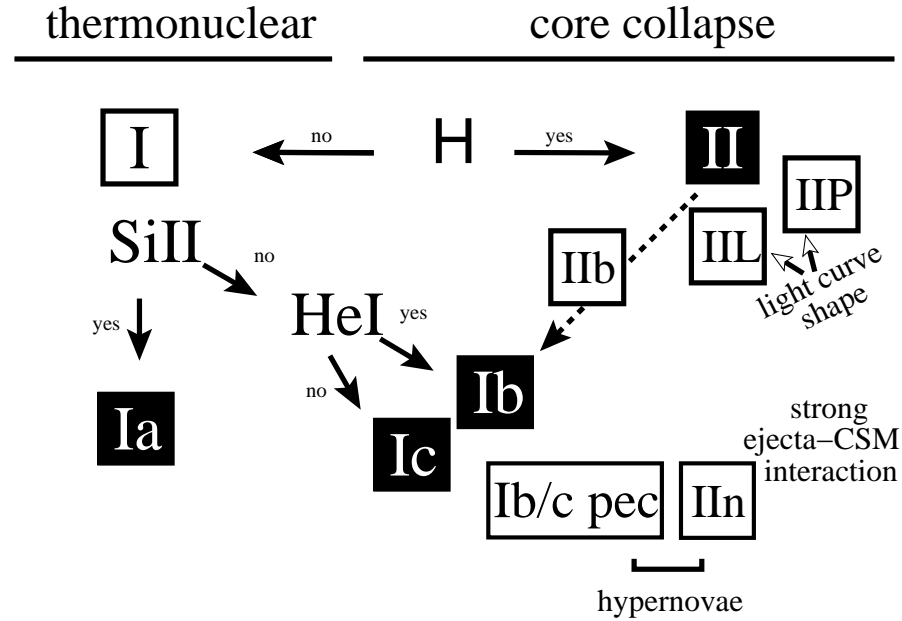 thermonuclear
core collapse
I
no
H
yes
II
IIP
SiII
no
IIb
IIL
light curve
shape
yes
HeI
yes
no
Ia
Ib
Ic
strong
ejecta−CSM
interaction
Ib/c pec
IIn
hypernovae